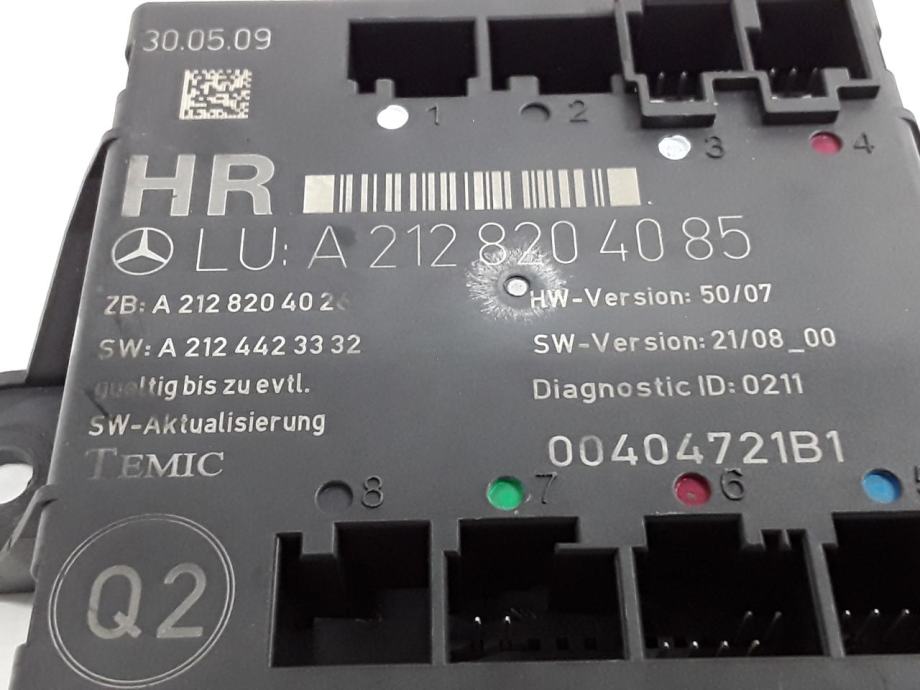 30.05.09
1 2 3 4
HR
LU: A 212 820 40 85
ZB: A 212 820 40 26
HW-Version: 50/07
SW: A 212 442 33 32
SW-Version: 21/08_00
gueltig bis zu evtl.
Diagnostic ID: 0211
SW-Aktualisierung
TEMIC
00404721B1
8 7 6 5
Q2